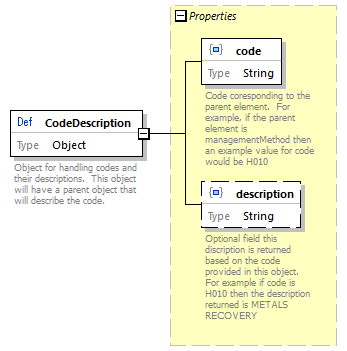 Properties
code
Type String
Code coresponding to the
parent element. For
example, if the parent
element is
managementMethod then
an example value for code
would be H010
Def CodeDescription
Type Object
Object for handling codes and
their descriptions. This object
will have a parent object that
will describe the code.
description
Type String
Optional field this
discription is returned
based on the code
provided in this object.
For example if code is
H010 then the description
returned is METALS
RECOVERY